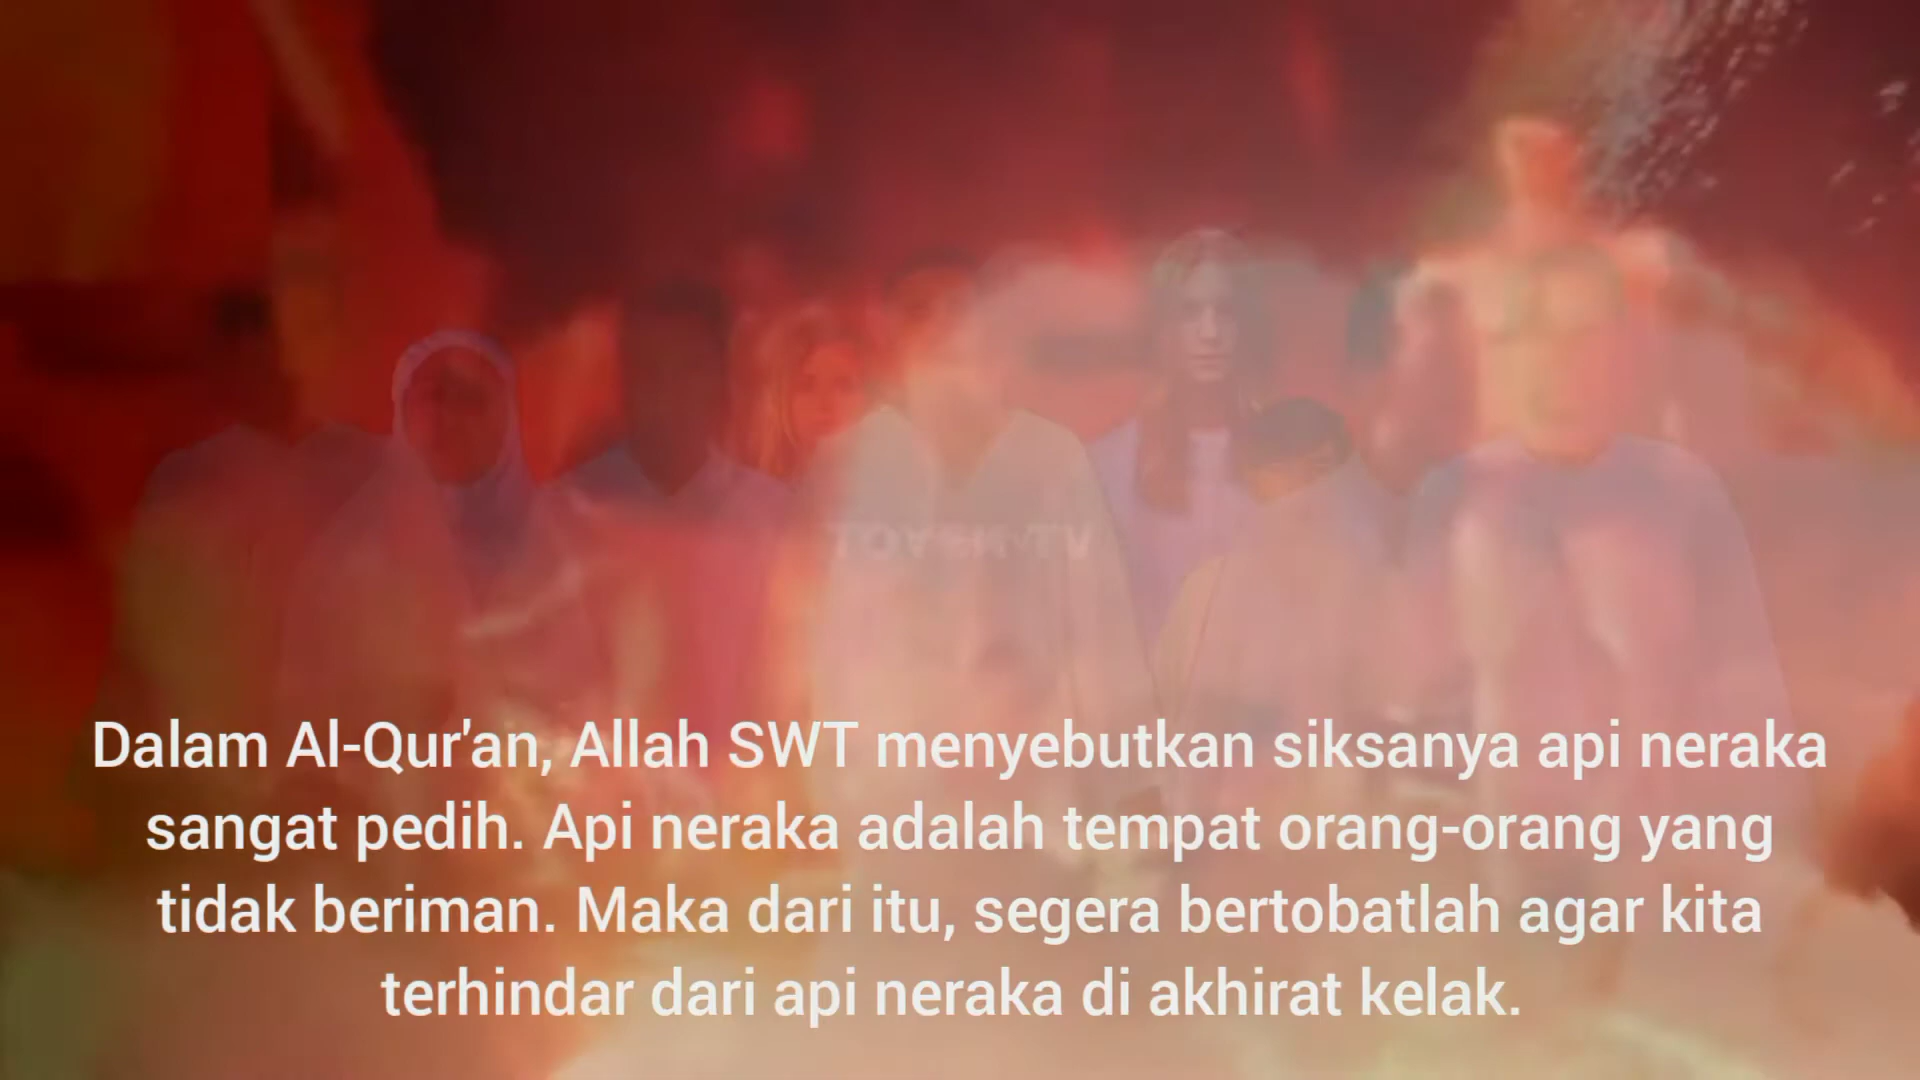 Dalam Al-Qur'an, Allah SWT menyebutkan siksanya api neraka
sangat pedih. Api neraka adalah tempat orang-orang yang
tidak beriman. Maka dari itu, segera bertobatlah agar kita
terhindar dari api neraka di akhirat kelak.